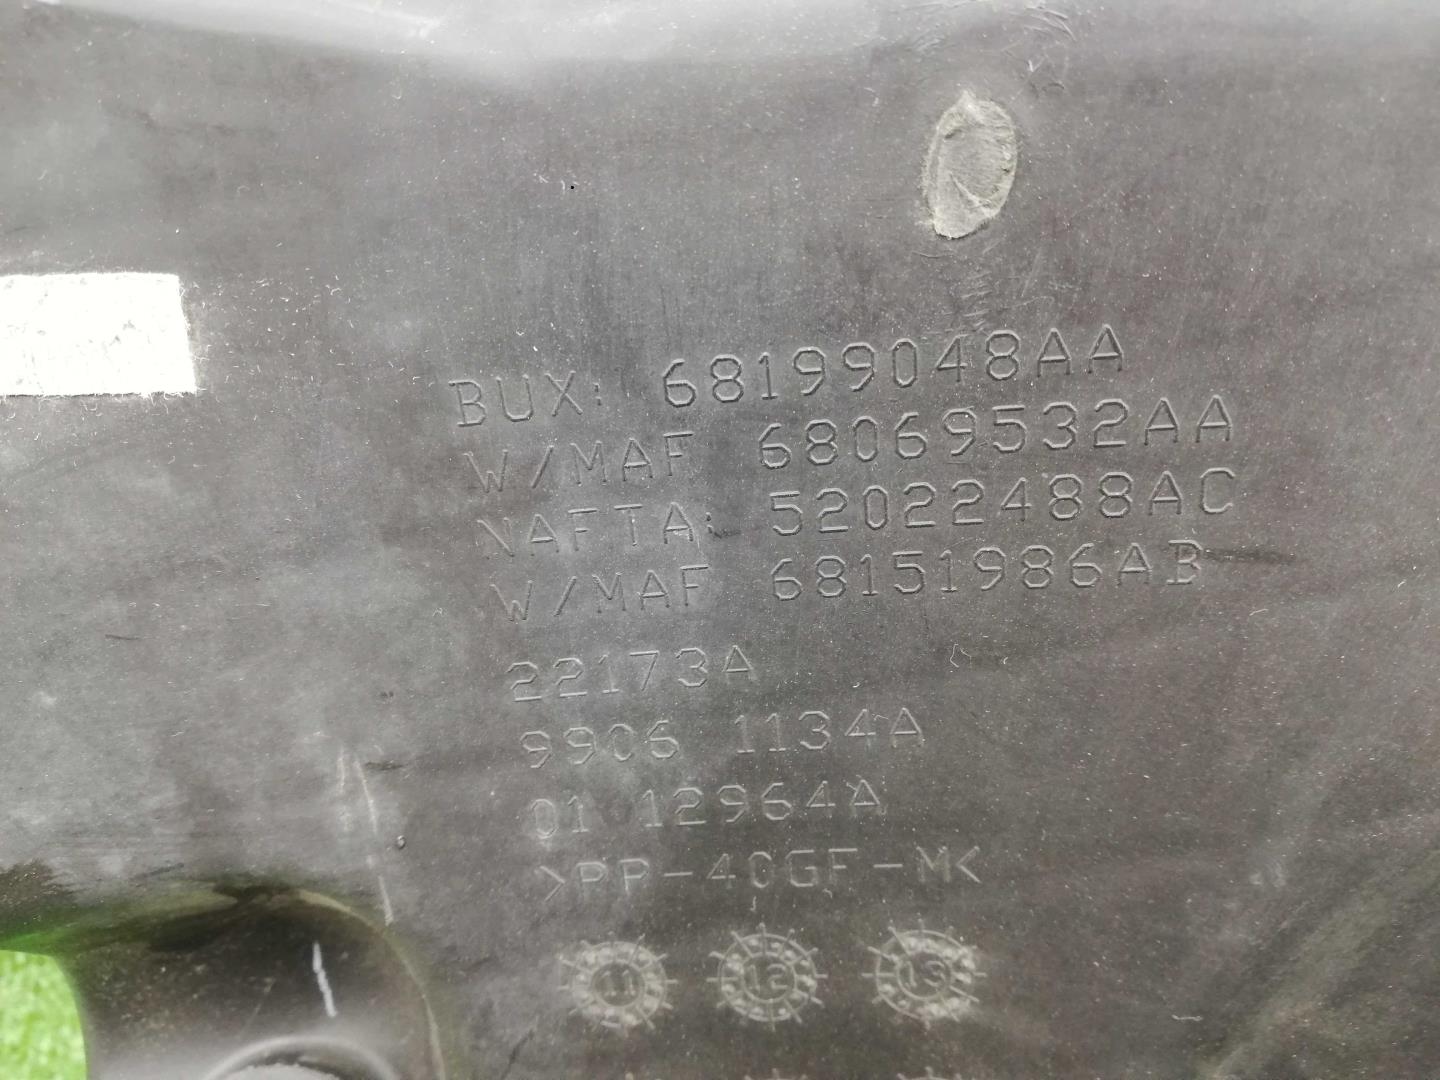 BUX: 68199048AA
W/MAF 68069532AA
NAFTA: 52022488AC
W/MAF 68151986AB
22173A
9906 1134A
01 12964A
>PP-40GF-M<
11 12 13